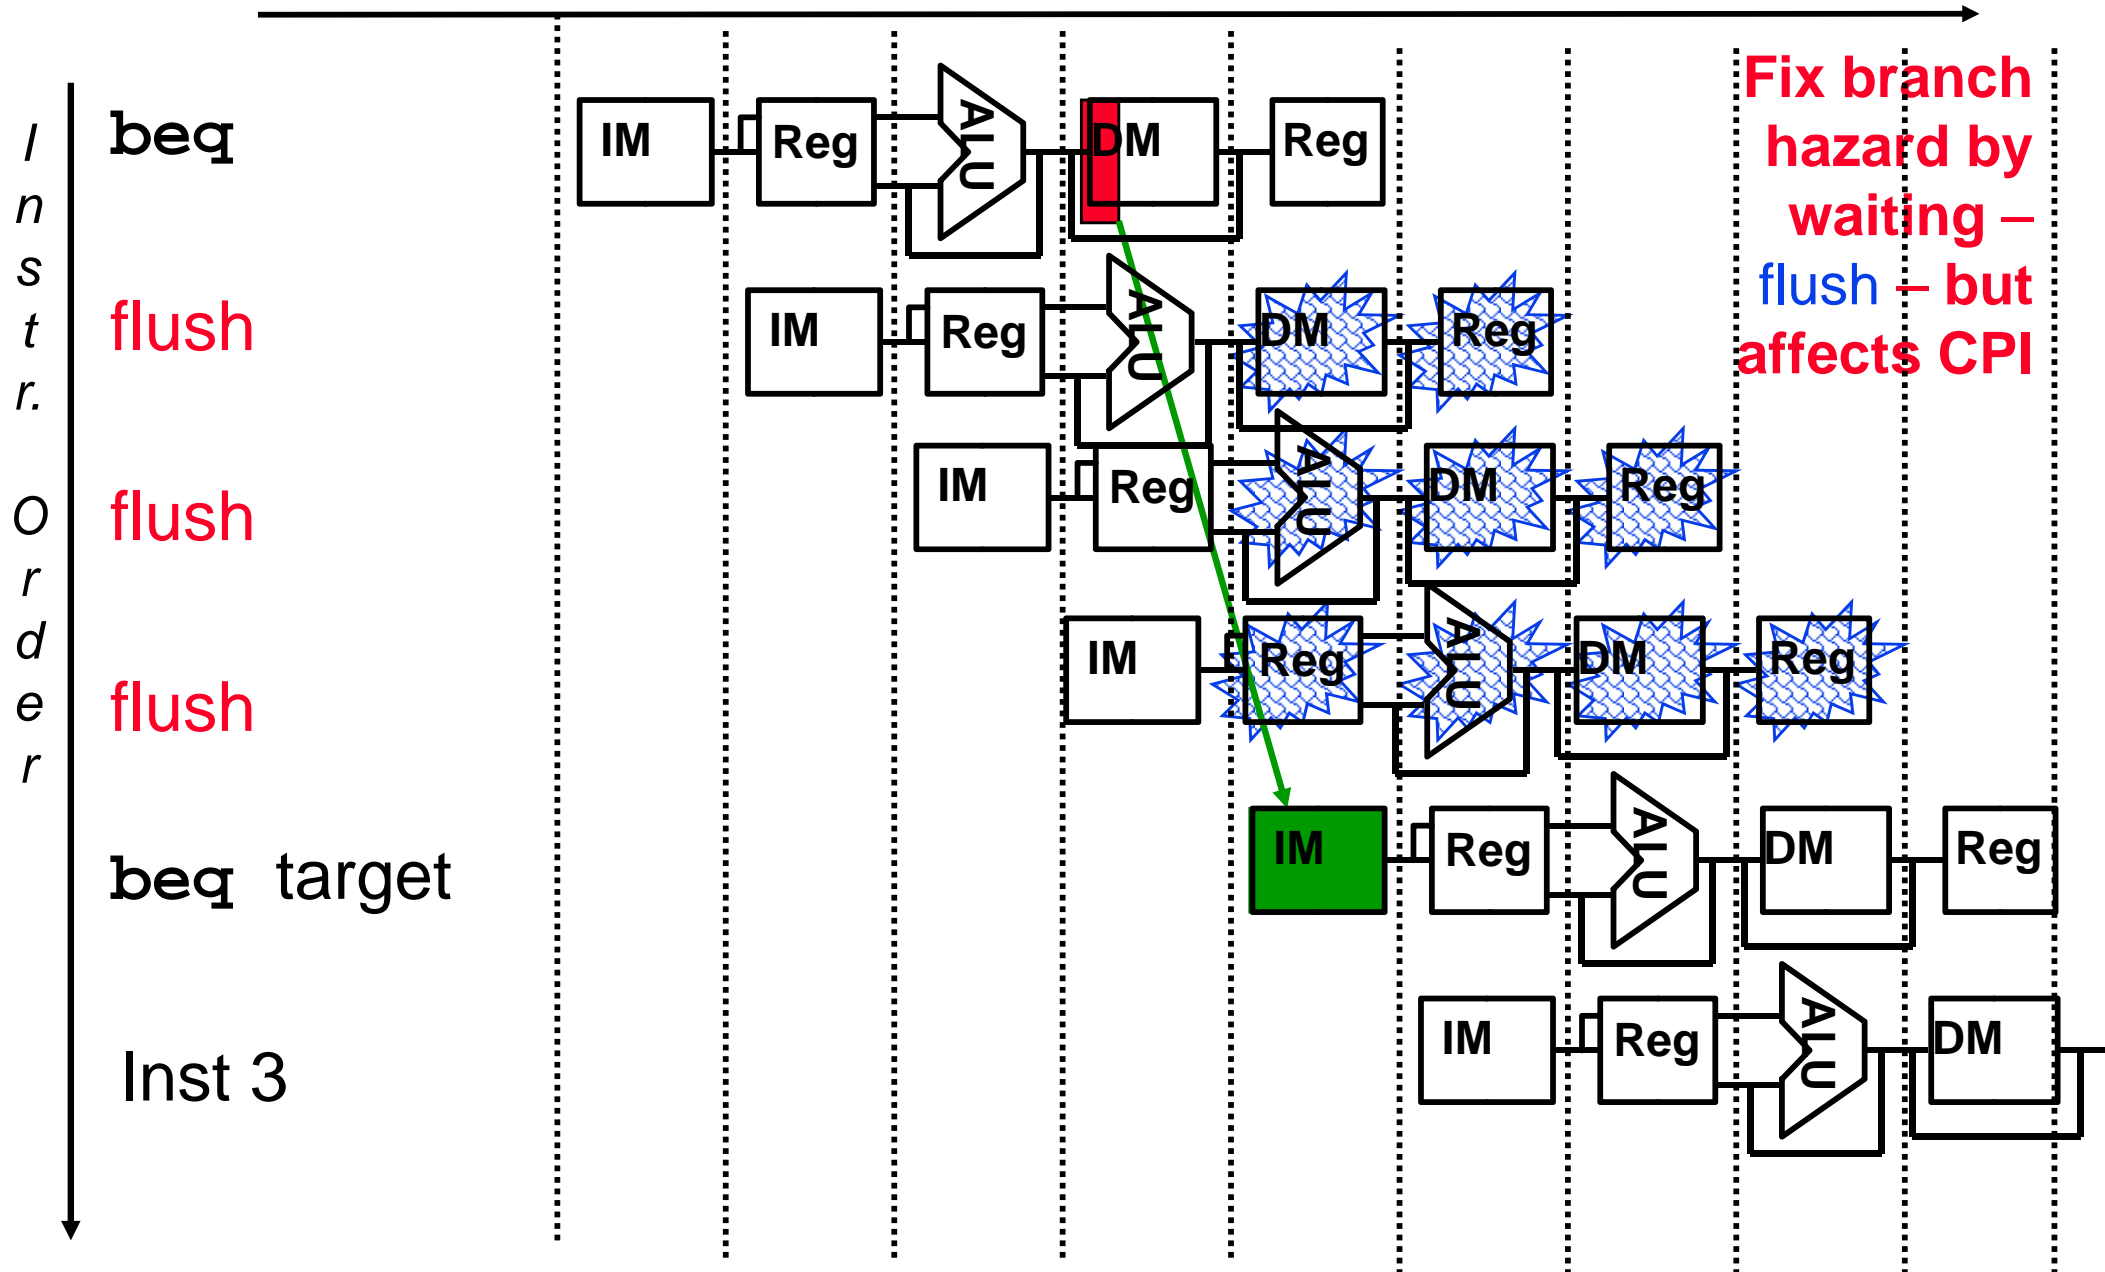 Instr. Order
Fix branch
hazard by
waiting –
flush – but
affects CPI
beq IM Reg ALU DM Reg
flush IM Reg ALU DM Reg
flush IM Reg ALU DM Reg
flush IM Reg ALU DM Reg
beq target IM Reg ALU DM Reg
Inst 3 IM Reg ALU DM